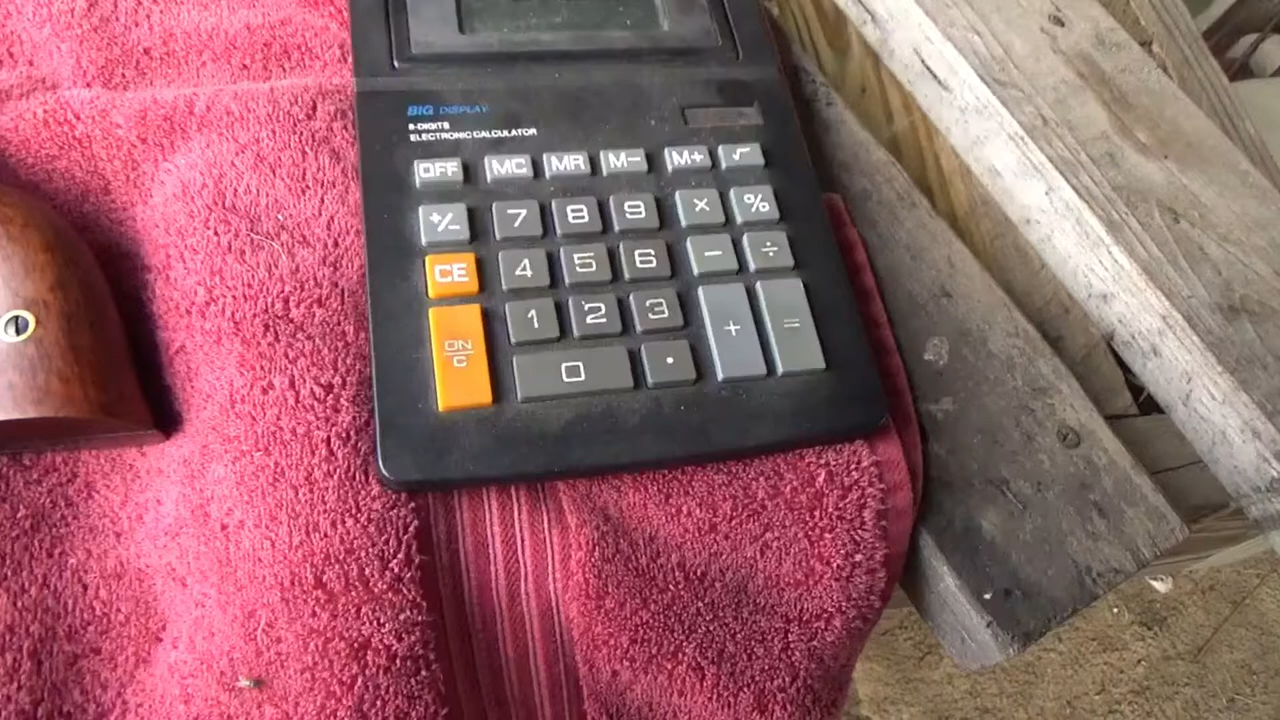 BIG DISPLAY
8-DIGITS
ELECTRONIC CALCULATOR
OFF MC MR M− M+ √
+/− 7 8 9 × %
CE 4 5 6 − ÷
ON/C 1 2 3 + =
0 .